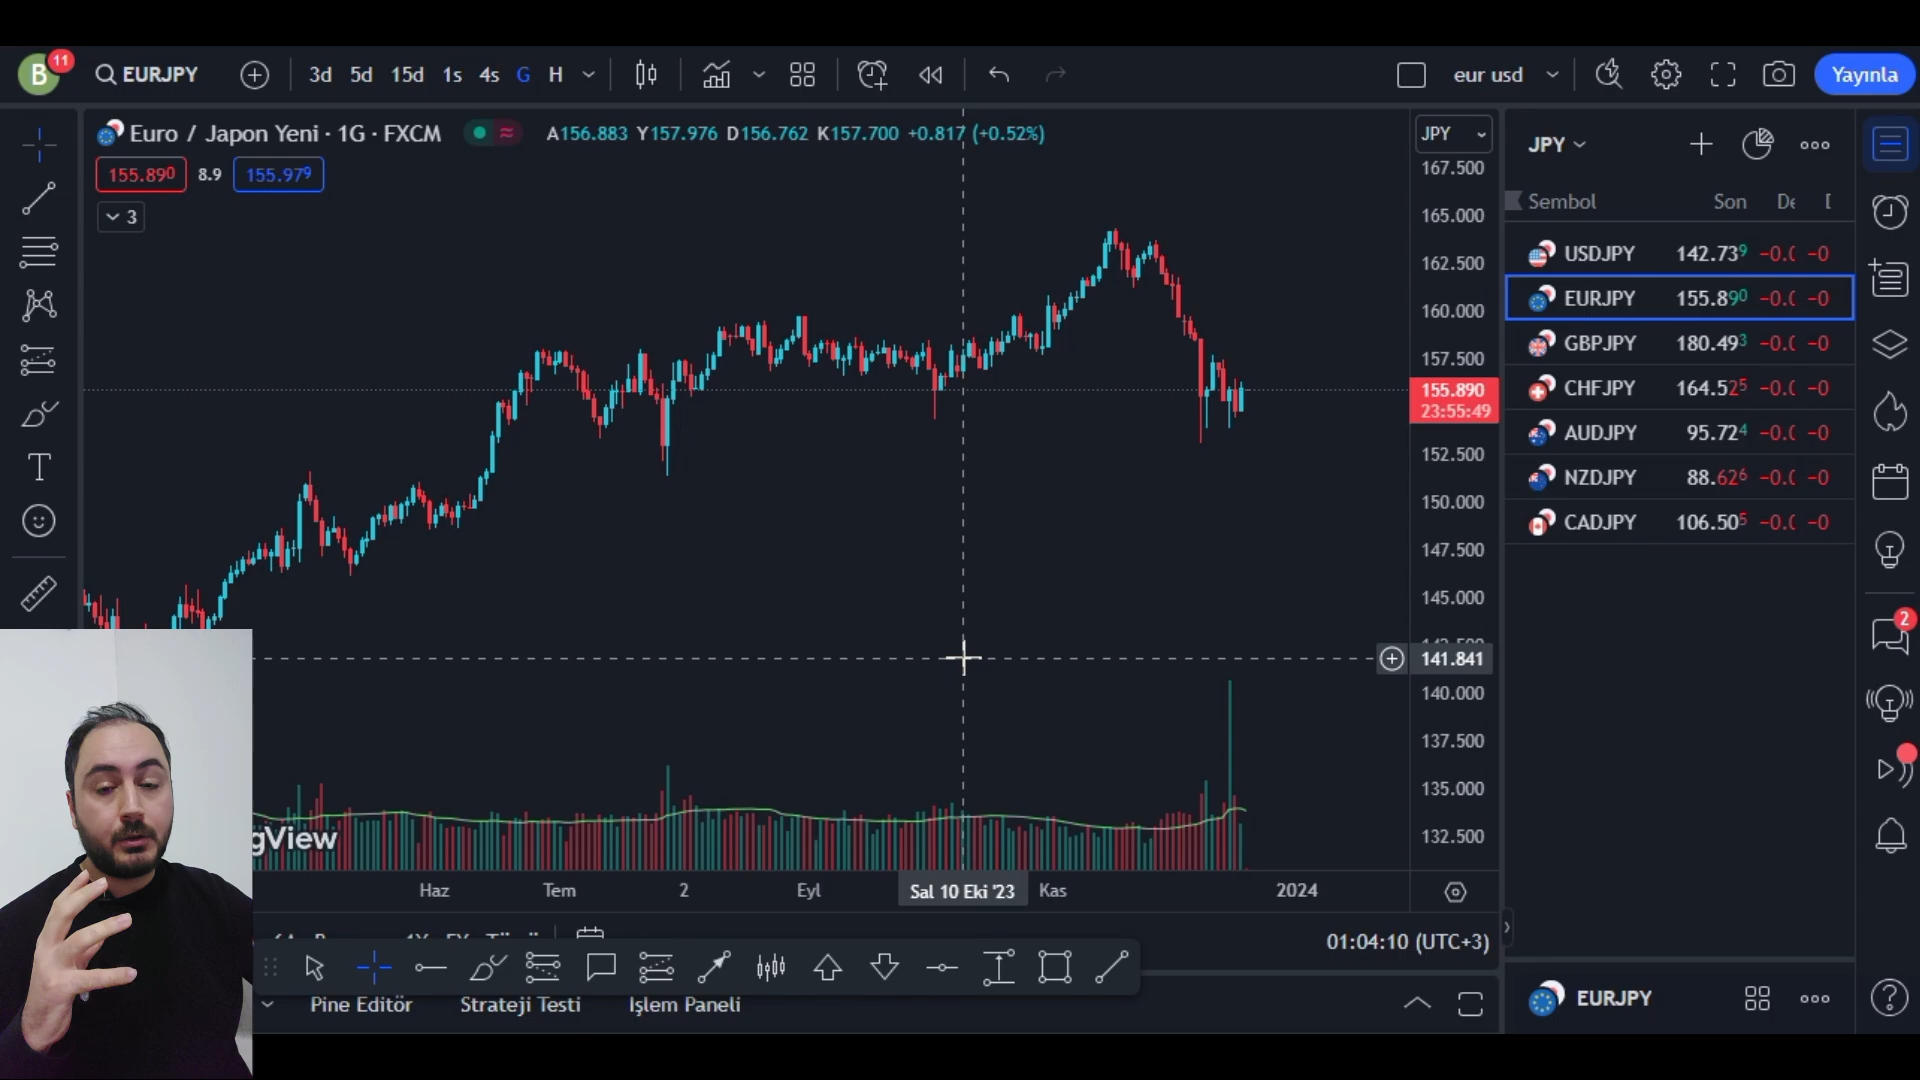 B 11 EURJPY 3d 5d 15d 1s 4s G H eur usd Yayınla
Euro / Japon Yeni · 1G · FXCM A156.883 Y157.976 D156.762 K157.700 +0.817 (+0.52%)
155.890 8.9 155.979
3
JPY
167.500
165.000
162.500
160.000
157.500
155.890
23:55:49
152.500
150.000
147.500
145.000
141.841
140.000
137.500
135.000
132.500
JPY
Sembol Son
USDJPY 142.739
EURJPY 155.890
GBPJPY 180.493
CHFJPY 164.525
AUDJPY 95.724
NZDJPY 88.626
CADJPY 106.505
2
gView
Haz Tem 2 Eyl Sal 10 Eki '23 Kas 2024
01:04:10 (UTC+3)
Pine Editör Strateji Testi İşlem Paneli
EURJPY